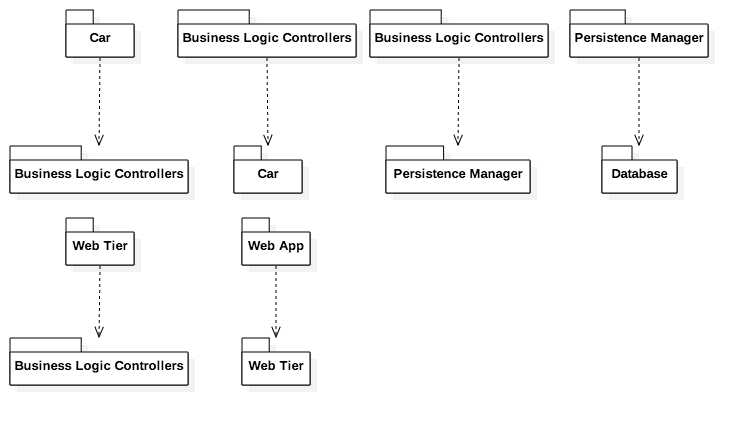 Car
Business Logic Controllers
Business Logic Controllers
Persistence Manager
Business Logic Controllers
Car
Persistence Manager
Database
Web Tier
Web App
Business Logic Controllers
Web Tier